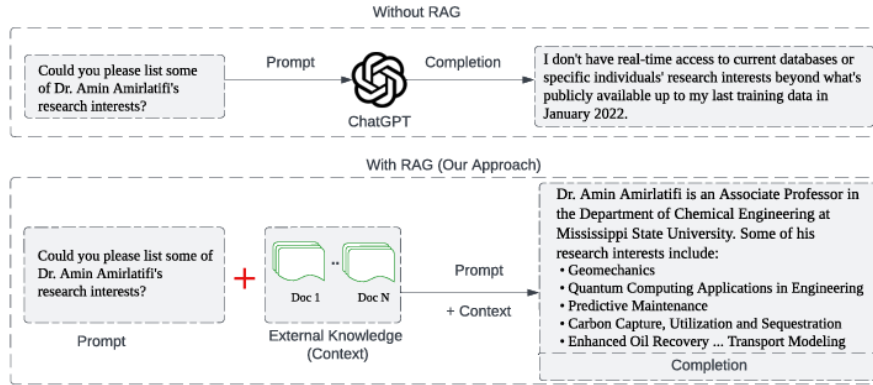 Without RAG
Could you please list some
of Dr. Amin Amirlatifi's
research interests?
Prompt
ChatGPT
Completion
I don't have real-time access to current databases or
specific individuals' research interests beyond what's
publicly available up to my last training data in
January 2022.
With RAG (Our Approach)
Could you please list some of
Dr. Amin Amirlatifi's
research interests?
Prompt
+
..
Doc 1
Doc N
External Knowledge
(Context)
Prompt
+ Context
Dr. Amin Amirlatifi is an Associate Professor in
the Department of Chemical Engineering at
Mississippi State University. Some of his
research interests include:
• Geomechanics
• Quantum Computing Applications in Engineering
• Predictive Maintenance
• Carbon Capture, Utilization and Sequestration
• Enhanced Oil Recovery ... Transport Modeling
Completion